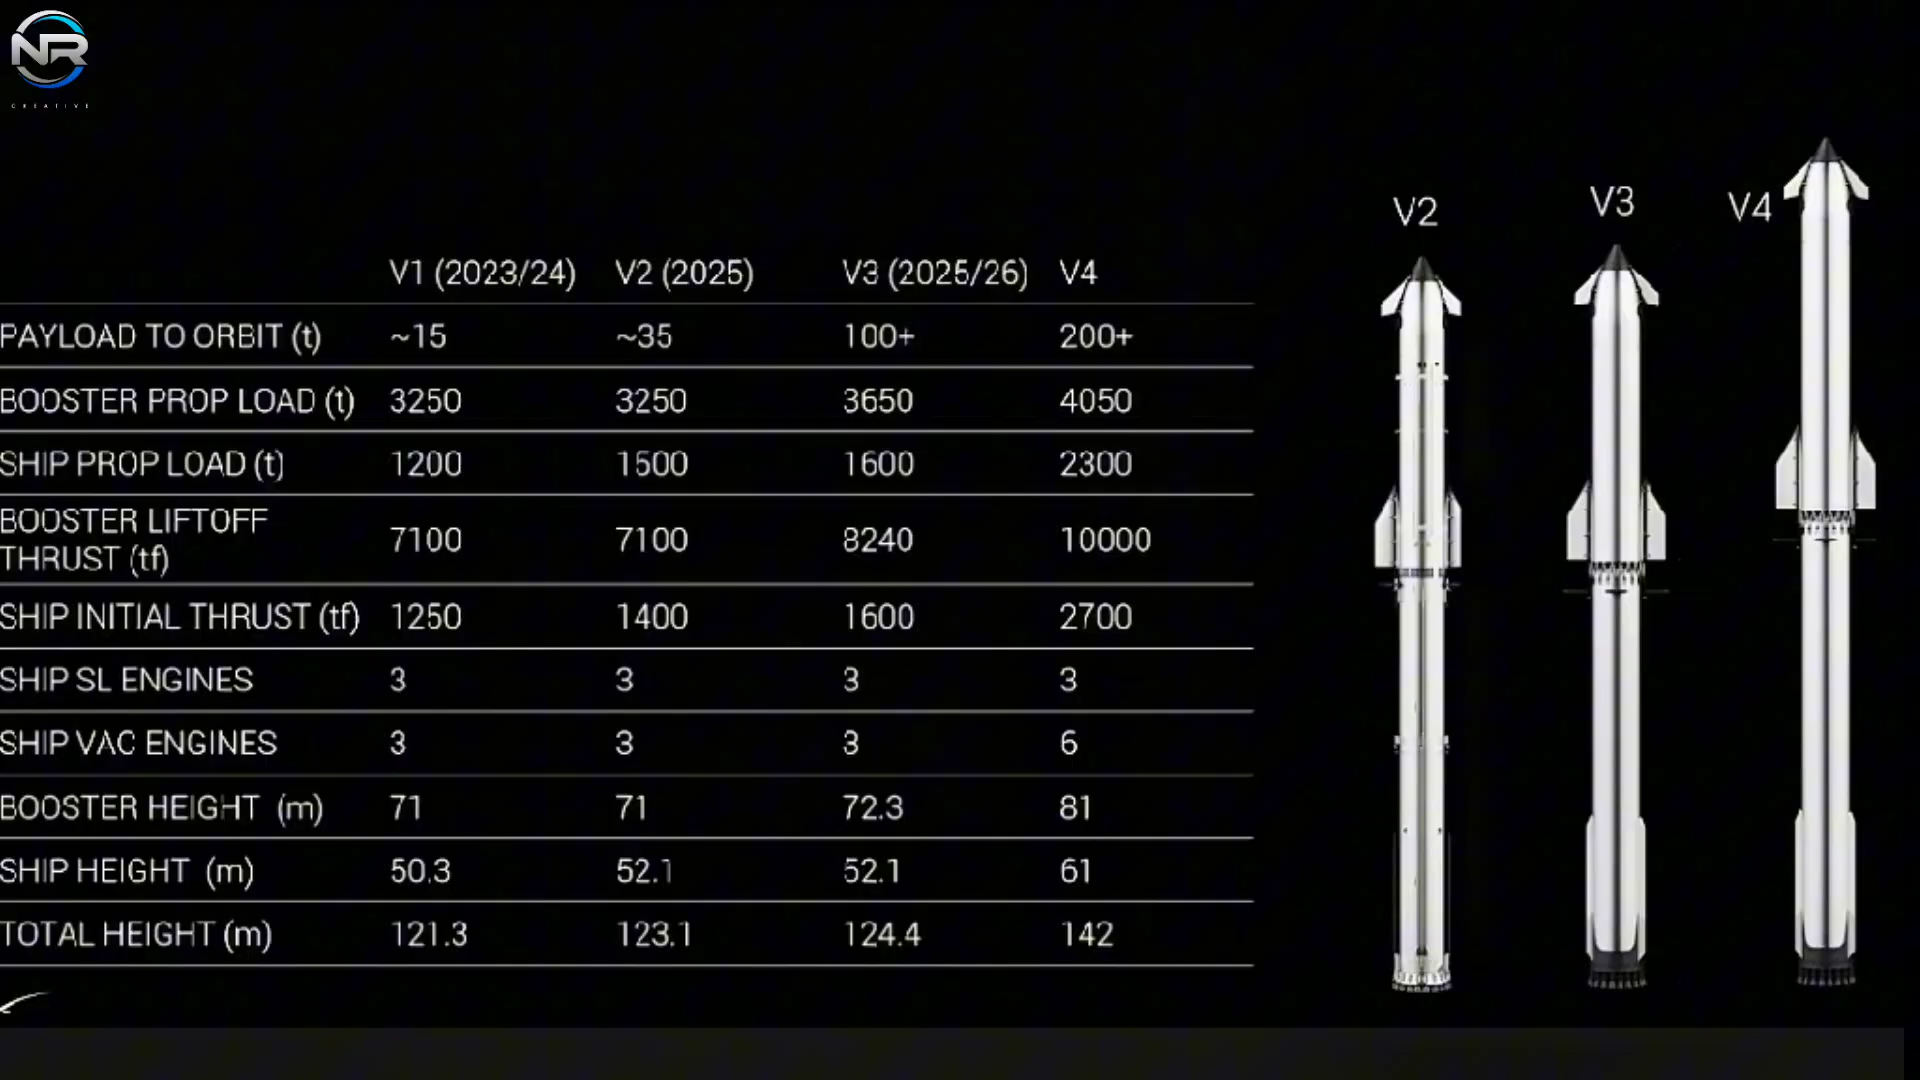 NR
CREATIVE
V2
V3
V4
V1 (2023/24) V2 (2025) V3 (2025/26) V4
PAYLOAD TO ORBIT (t) ~15 ~35 100+ 200+
BOOSTER PROP LOAD (t) 3250 3250 3650 4050
SHIP PROP LOAD (t) 1200 1500 1600 2300
BOOSTER LIFTOFF
THRUST (tf) 7100 7100 8240 10000
SHIP INITIAL THRUST (tf) 1250 1400 1600 2700
SHIP SL ENGINES 3 3 3 3
SHIP VAC ENGINES 3 3 3 6
BOOSTER HEIGHT (m) 71 71 72.3 81
SHIP HEIGHT (m) 50.3 52.1 52.1 61
TOTAL HEIGHT (m) 121.3 123.1 124.4 142